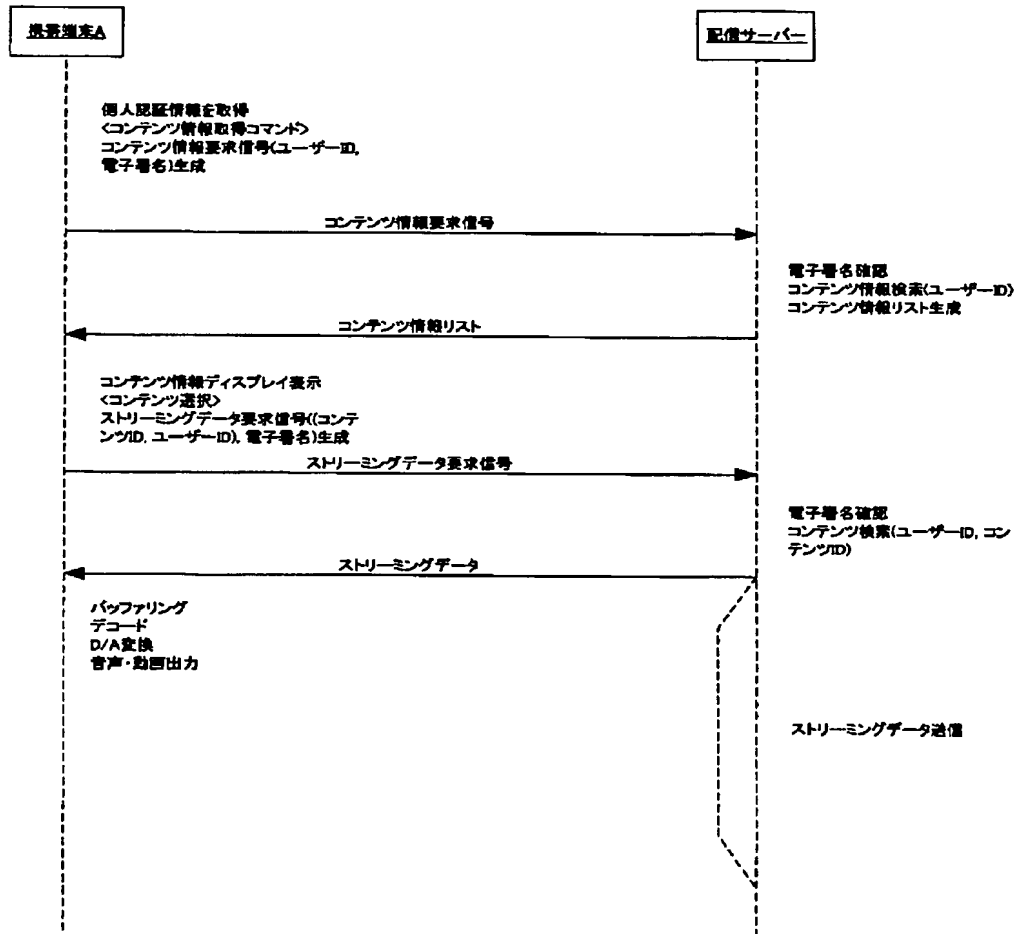 携帯端末A
配信サーバー
個人認証情報を取得
<コンテンツ情報取得コマンド>
コンテンツ情報要求信号(ユーザーID,
電子署名)生成
コンテンツ情報要求信号
電子署名確認
コンテンツ情報検索(ユーザーID)
コンテンツ情報リスト生成
コンテンツ情報リスト
コンテンツ情報ディスプレイ表示
<コンテンツ選択>
ストリーミングデータ要求信号((コンテ
ンツID, ユーザーID), 電子署名)生成
ストリーミングデータ要求信号
電子署名確認
コンテンツ検索(ユーザーID, コン
テンツID)
ストリーミングデータ
バッファリング
デコード
D/A変換
音声・動画出力
ストリーミングデータ送信